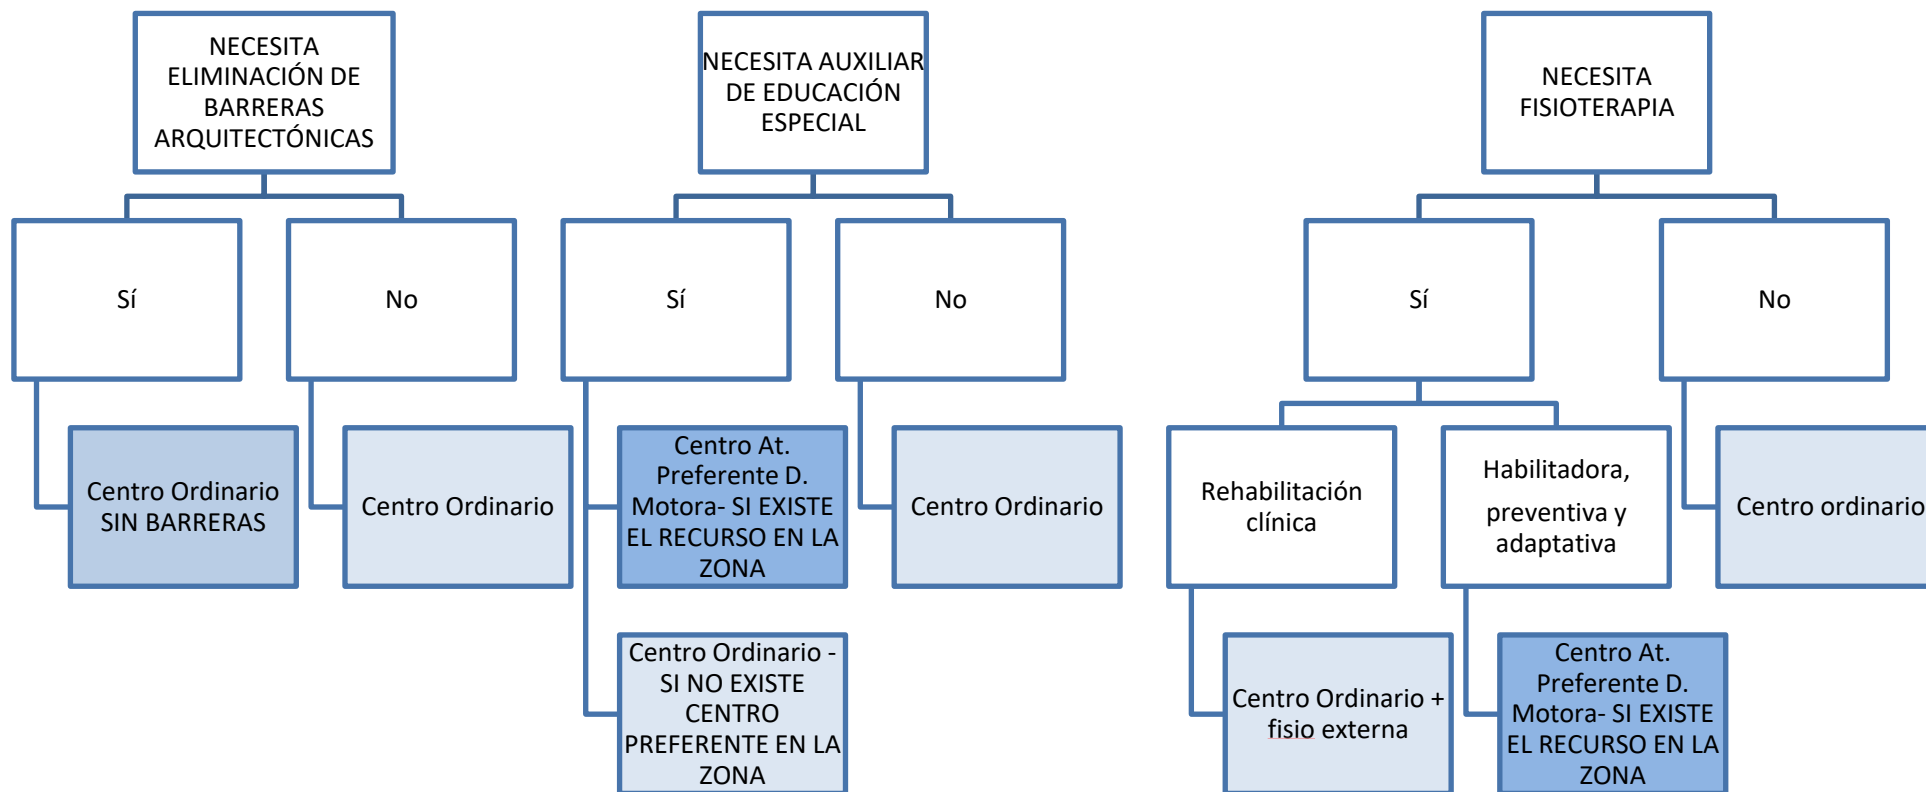 NECESITA
ELIMINACIÓN DE
BARRERAS
ARQUITECTÓNICAS
Sí
No
Centro Ordinario
SIN BARRERAS
Centro Ordinario
NECESITA AUXILIAR
DE EDUCACIÓN
ESPECIAL
Sí
No
Centro At.
Preferente D.
Motora- SI EXISTE
EL RECURSO EN LA
ZONA
Centro Ordinario
Centro Ordinario -
SI NO EXISTE
CENTRO
PREFERENTE EN LA
ZONA
NECESITA
FISIOTERAPIA
Sí
No
Rehabilitación
clínica
Habilitadora,
preventiva y
adaptativa
Centro ordinario
Centro Ordinario +
fisio externa
Centro At.
Preferente D.
Motora- SI EXISTE
EL RECURSO EN LA
ZONA